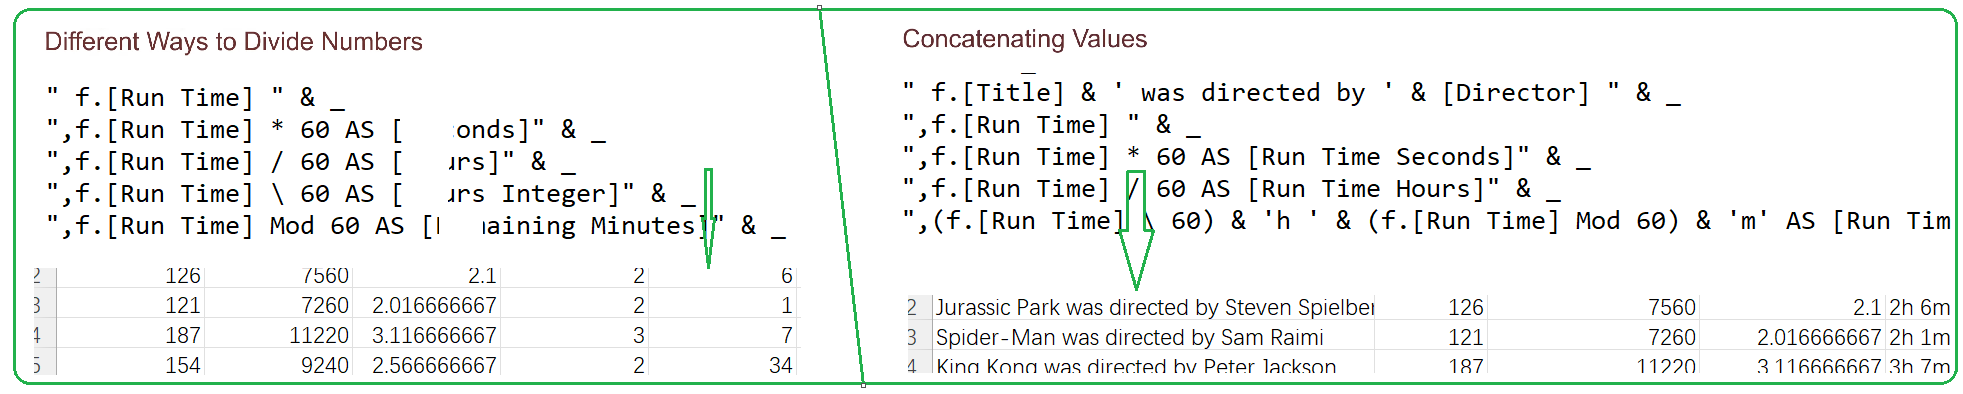 Different Ways to Divide Numbers
" f.[Run Time] " & _
",f.[Run Time] * 60 AS [ onds]" & _
",f.[Run Time] / 60 AS [ urs]" & _
",f.[Run Time] \ 60 AS [ urs Integer]" & _
",f.[Run Time] Mod 60 AS [ aining Minutes]" & _
2 126 7560 2.1 2 6
3 121 7260 2.016666667 2 1
4 187 11220 3.116666667 3 7
5 154 9240 2.566666667 2 34
Concatenating Values
" f.[Title] & ' was directed by ' & [Director] " & _
",f.[Run Time] " & _
",f.[Run Time] * 60 AS [Run Time Seconds]" & _
",f.[Run Time] / 60 AS [Run Time Hours]" & _
",(f.[Run Time] \ 60) & 'h ' & (f.[Run Time] Mod 60) & 'm' AS [Run Tim
2 Jurassic Park was directed by Steven Spielber 126 7560 2.1 2h 6m
3 Spider-Man was directed by Sam Raimi 121 7260 2.016666667 2h 1m
4 King Kong was directed by Peter Jackson 187 11220 3.116666667 3h 7m